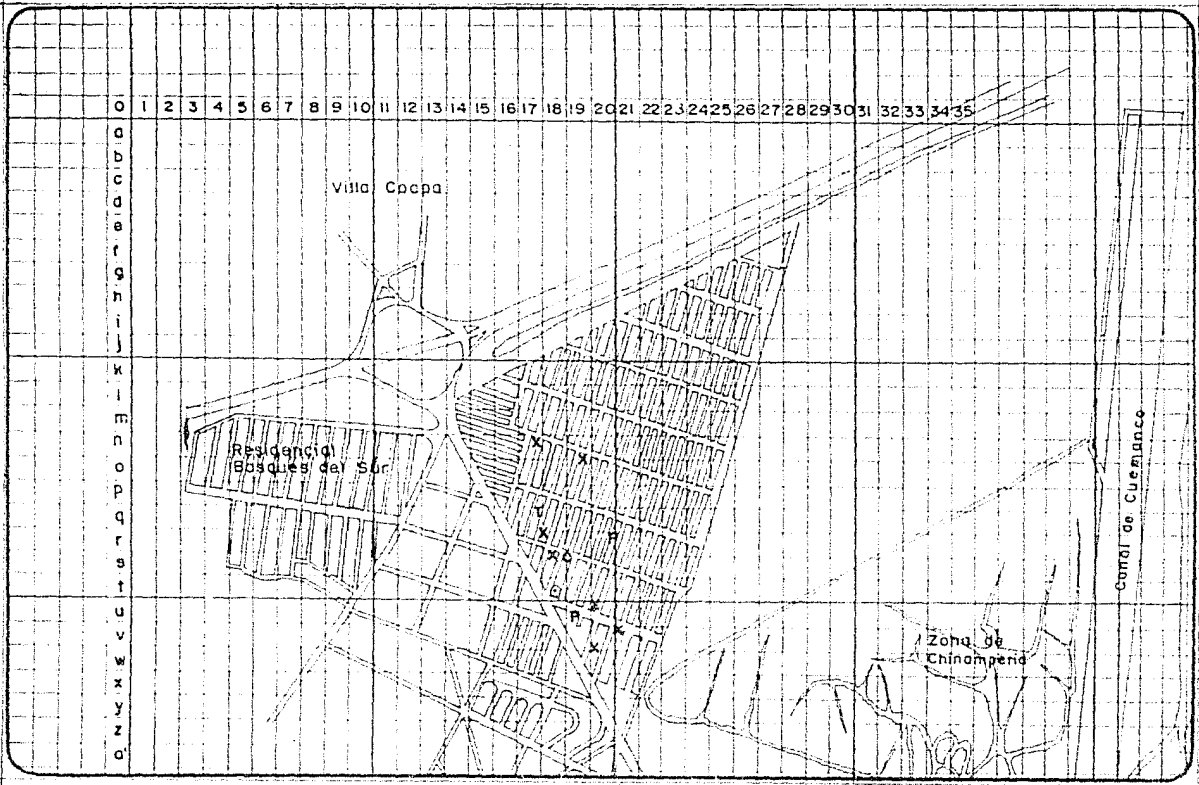 0 1 2 3 4 5 6 7 8 9 10 11 12 13 14 15 16 17 18 19 20 21 22 23 24 25 26 27 28 29 30 31 32 33 34 35
a
b
c
d
e
f
g
h
i
j
k
l
m
n
o
p
q
r
s
t
u
v
w
x
y
z
a'
Villa Coapa
Residencial
Bosques del Sur
Canal de Cuemanco
Zona de
Chinamperia